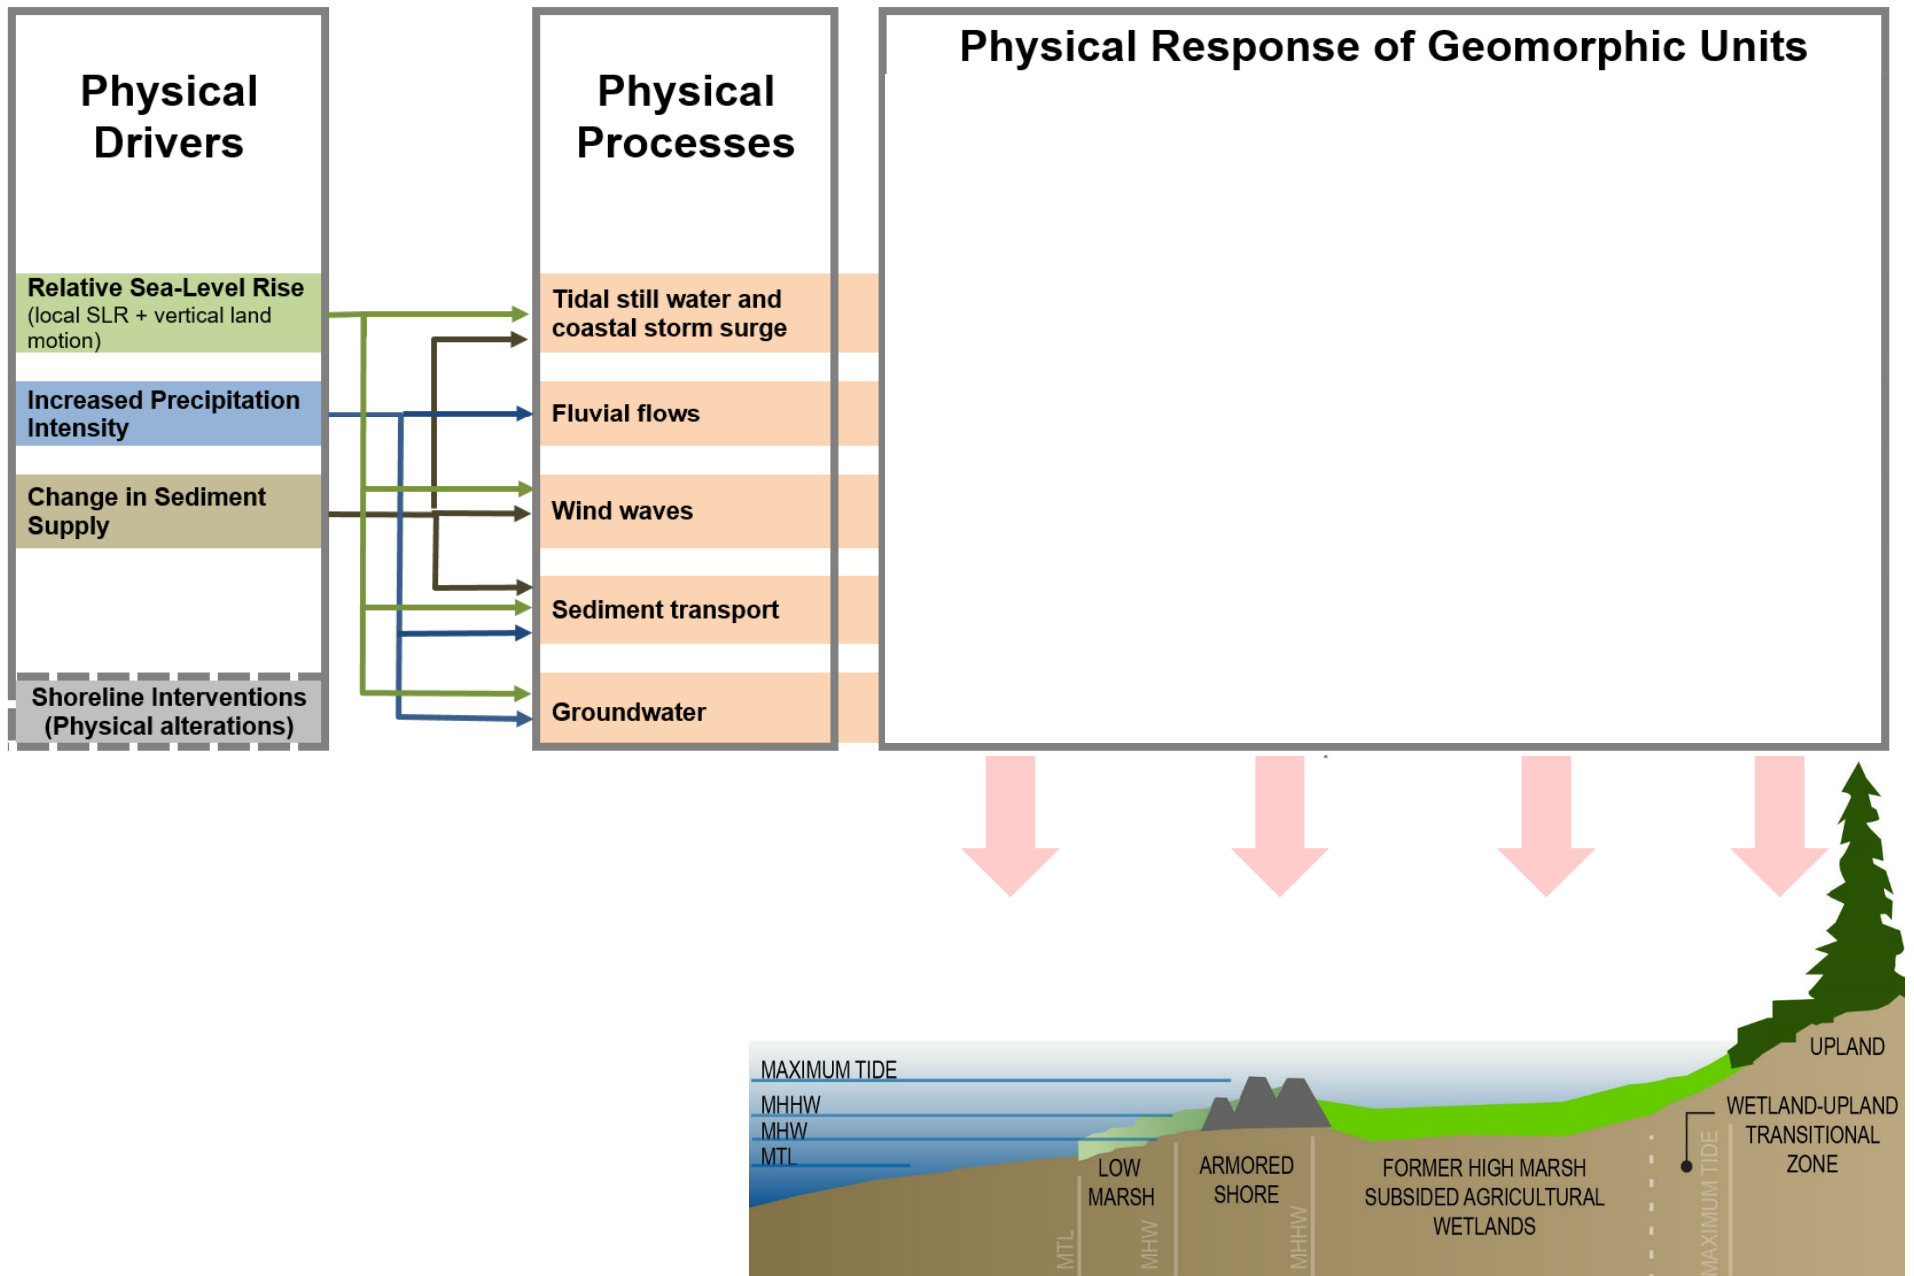 Physical
Drivers
Relative Sea-Level Rise
(local SLR + vertical land
motion)
Increased Precipitation
Intensity
Change in Sediment
Supply
Shoreline Interventions
(Physical alterations)
Physical
Processes
Tidal still water and
coastal storm surge
Fluvial flows
Wind waves
Sediment transport
Groundwater
Physical Response of Geomorphic Units
MAXIMUM TIDE
MHHW
MHW
MTL
LOW
MARSH
ARMORED
SHORE
FORMER HIGH MARSH
SUBSIDED AGRICULTURAL
WETLANDS
UPLAND
WETLAND-UPLAND
TRANSITIONAL
ZONE
MTL
MHW
MHHW
MAXIMUM TIDE